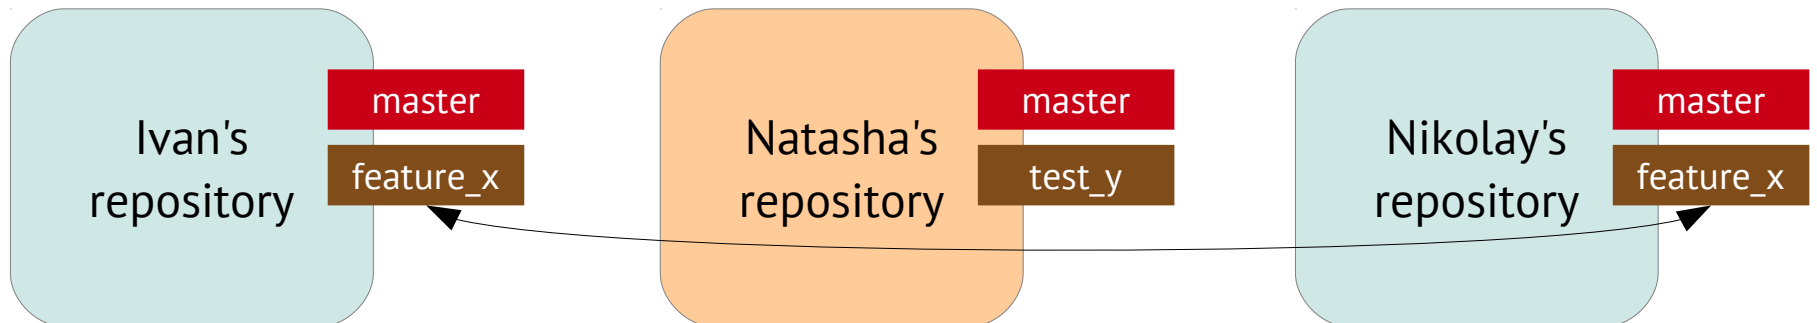 Ivan's
repository
master
feature_x
Natasha's
repository
master
test_y
Nikolay's
repository
master
feature_x